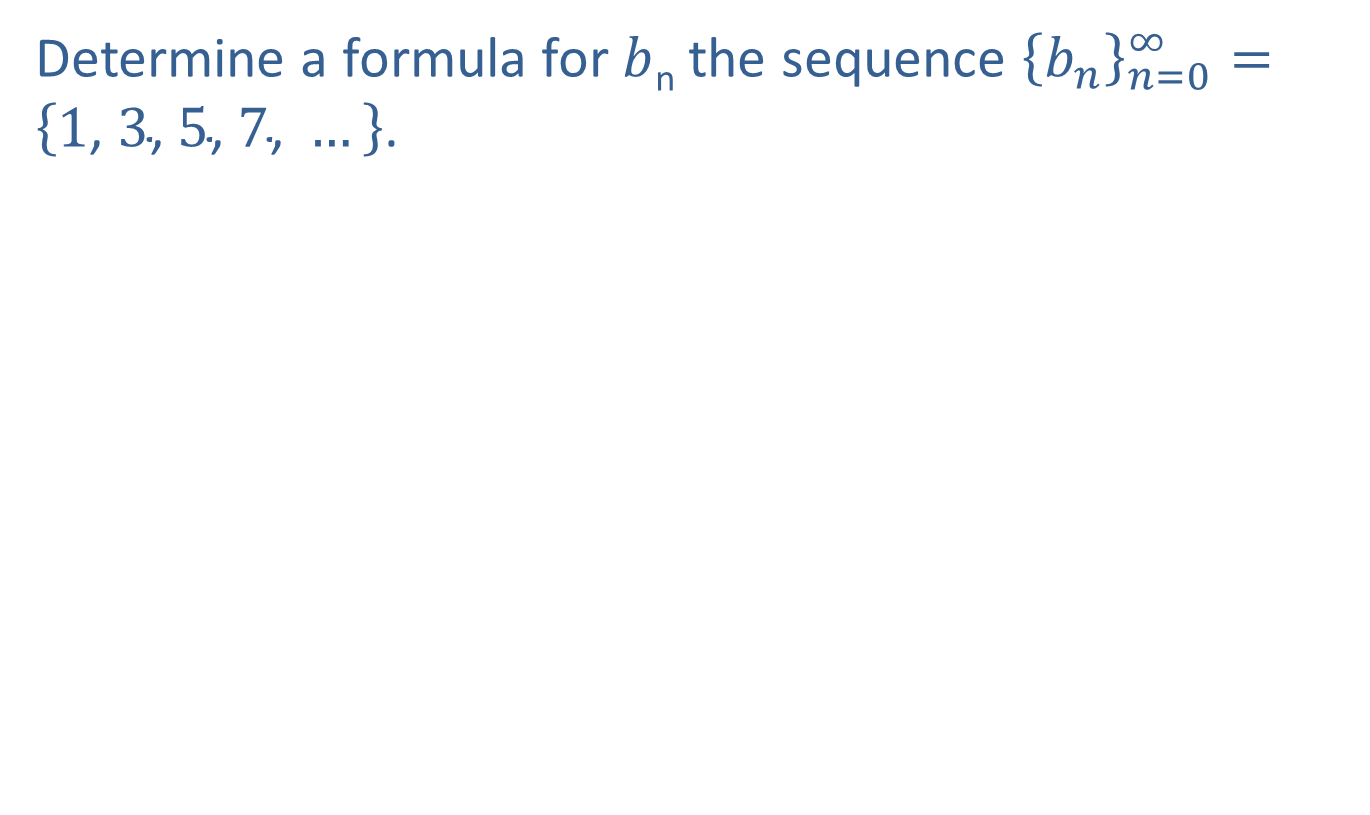 Determine a formula for bₙ the sequence {bₙ}∞ₙ₌₀ =
{1, 3., 5., 7., … }.